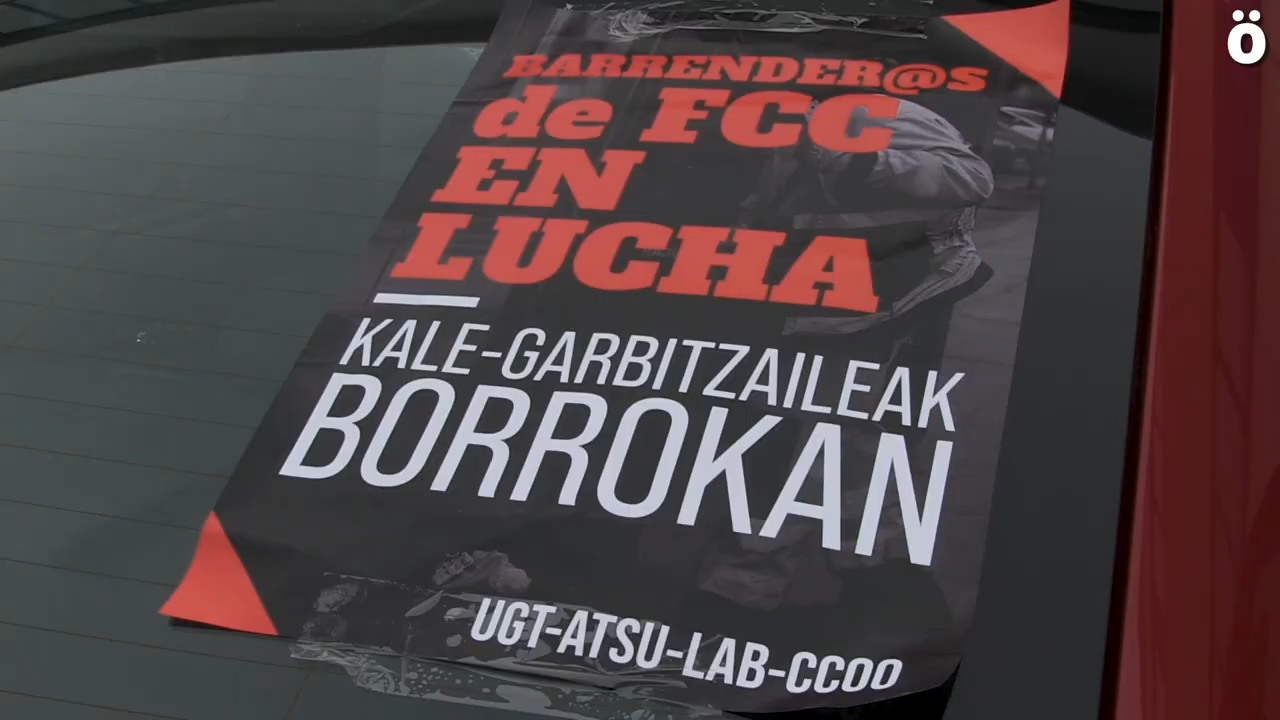 BARRENDER@S
de FCC
EN
LUCHA
KALE-GARBITZAILEAK
BORROKAN
UGT-ATSU-LAB-CCOO
Ö